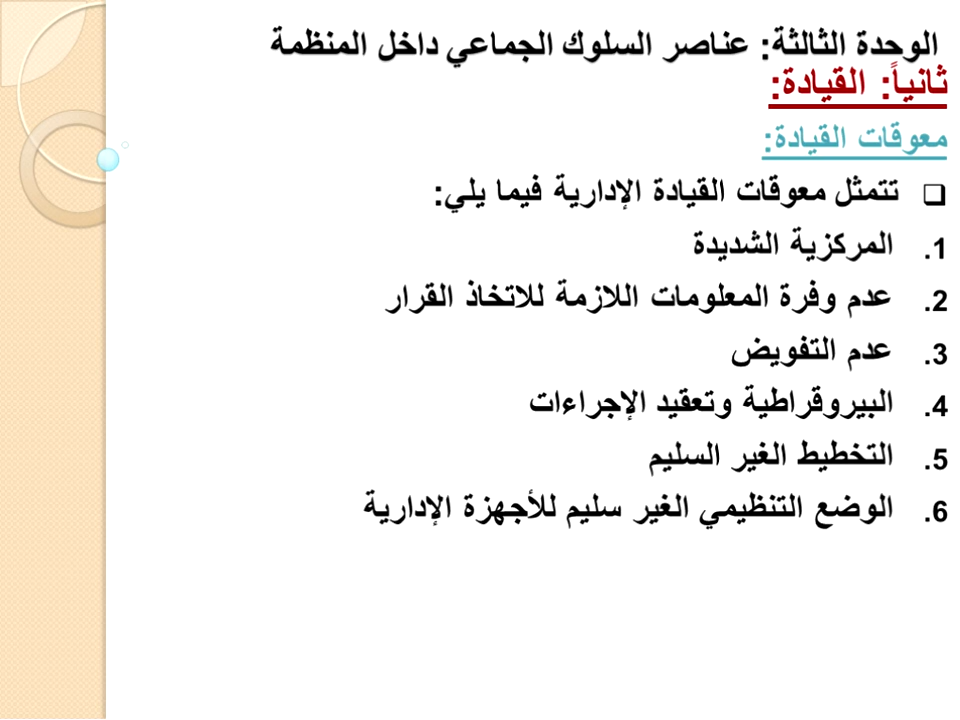 الوحدة الثالثة: عناصر السلوك الجماعي داخل المنظمة
ثانياً: القيادة:
معوقات القيادة:
❑ تتمثل معوقات القيادة الإدارية فيما يلي:
1. المركزية الشديدة
2. عدم وفرة المعلومات اللازمة للاتخاذ القرار
3. عدم التفويض
4. البيروقراطية وتعقيد الإجراءات
5. التخطيط الغير السليم
6. الوضع التنظيمي الغير سليم للأجهزة الإدارية